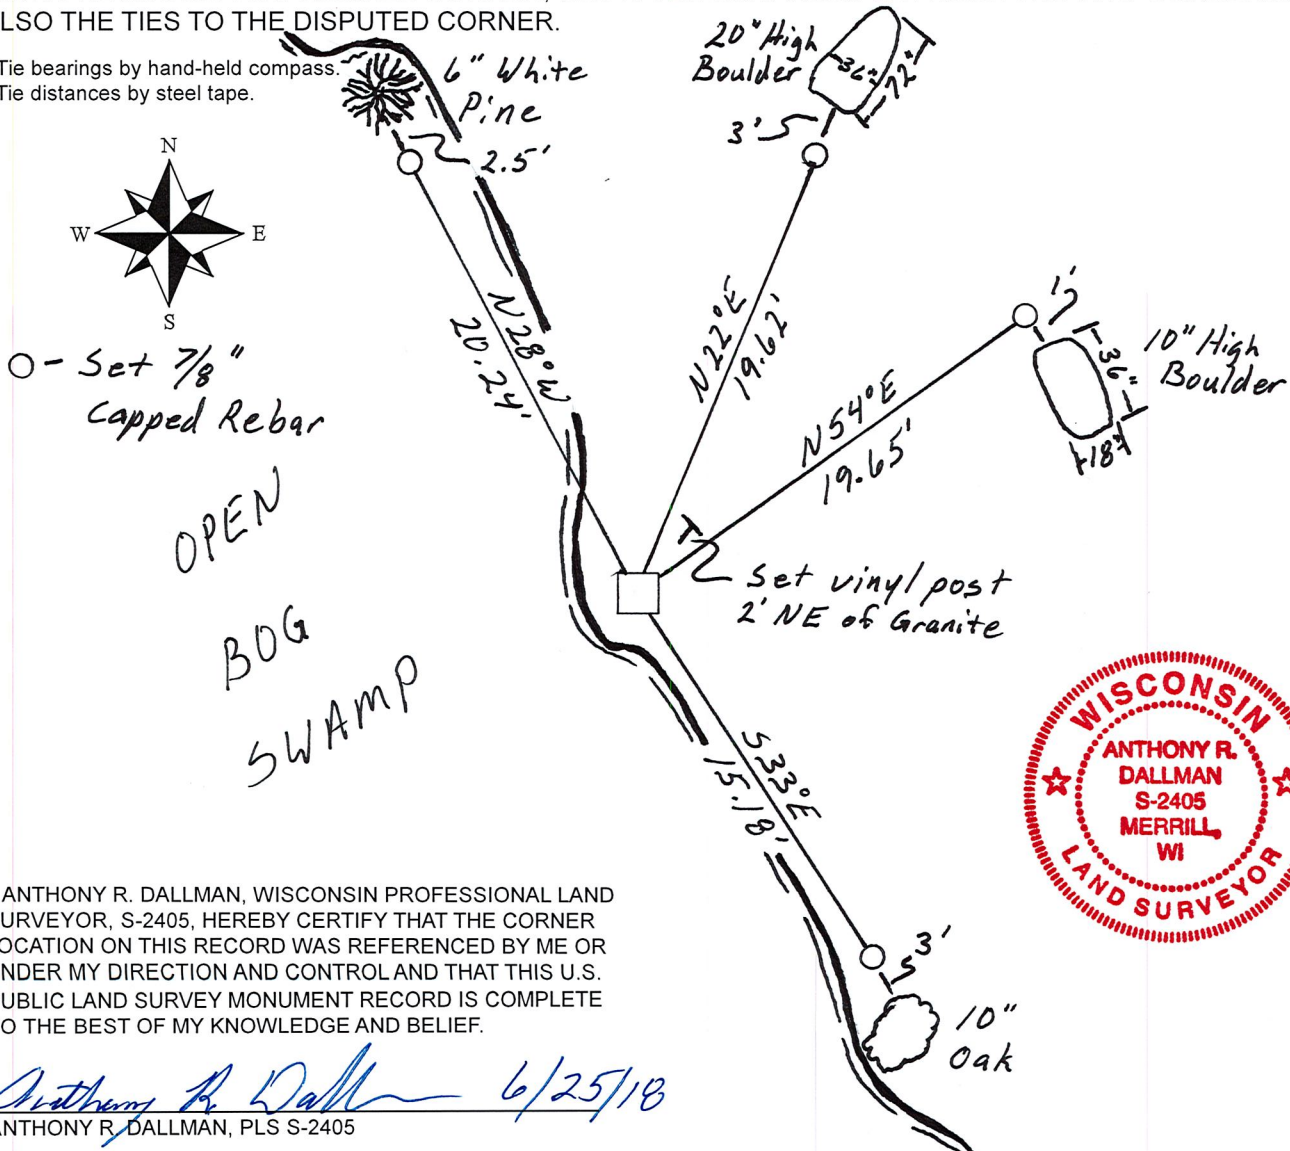 LSO THE TIES TO THE DISPUTED CORNER.
Tie bearings by hand-held compass.
Tie distances by steel tape.
6" White
Pine
2.5'
20" High
Boulder
36"
72"
3'
N
W
E
S
O - Set 7/8"
Capped Rebar
N28°W
20.24'
N22°E
19.62'
N54°E
19.65'
1'
36"
10" High
Boulder
18"
OPEN
BOG
SWAMP
Set vinyl post
2' NE of Granite
S33°E
15.18'
3'
10"
Oak
WISCONSIN
ANTHONY R.
DALLMAN
S-2405
MERRILL,
WI
LAND SURVEYOR
ANTHONY R. DALLMAN, WISCONSIN PROFESSIONAL LAND
URVEYOR, S-2405, HEREBY CERTIFY THAT THE CORNER
OCATION ON THIS RECORD WAS REFERENCED BY ME OR
NDER MY DIRECTION AND CONTROL AND THAT THIS U.S.
UBLIC LAND SURVEY MONUMENT RECORD IS COMPLETE
O THE BEST OF MY KNOWLEDGE AND BELIEF.
Anthony R Dall 6/25/18
ANTHONY R. DALLMAN, PLS S-2405